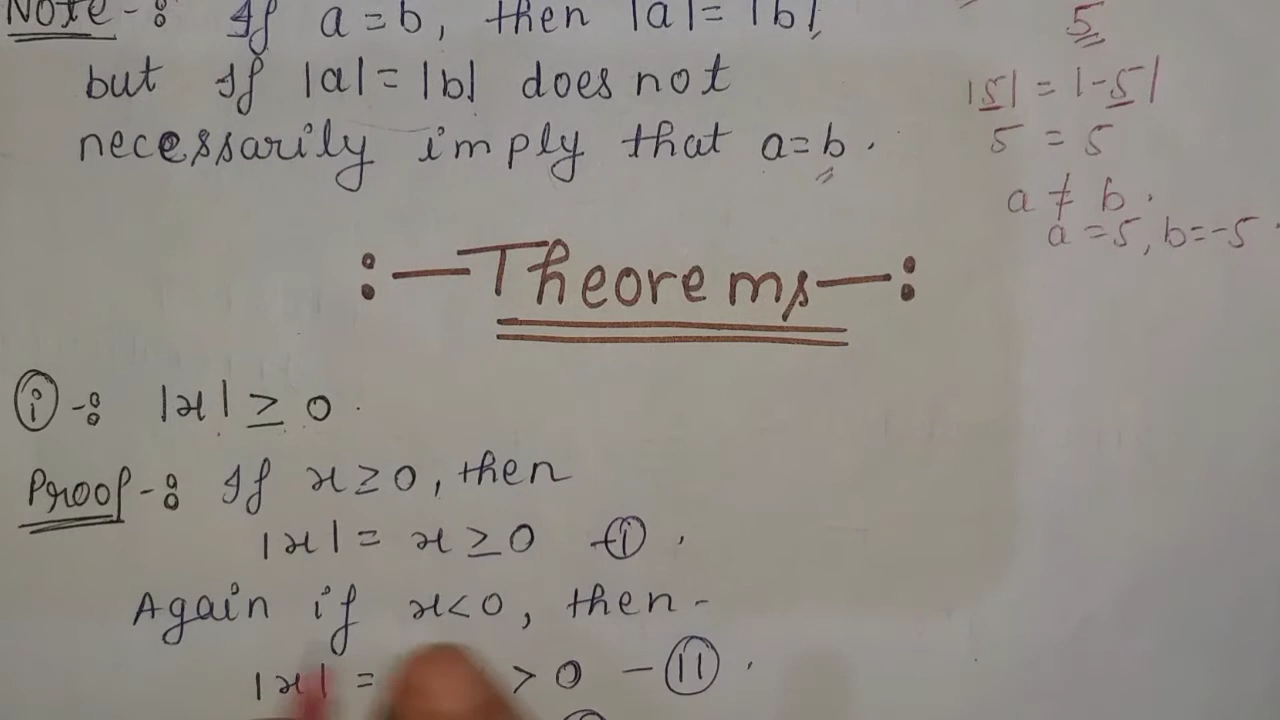 Note-: If a=b, then |a|=|b|,
but If |a|=|b| does not
necessarily imply that a=b.
5
|5| = |-5|
5 = 5
a ≠ b.
a=5, b=-5
:-Theorems-:
(i)-: |x| ≥ 0.
Proof-: If x≥0, then
|x| = x ≥ 0 -(i).
Again if x<0, then-
|x| = > 0 -(11).